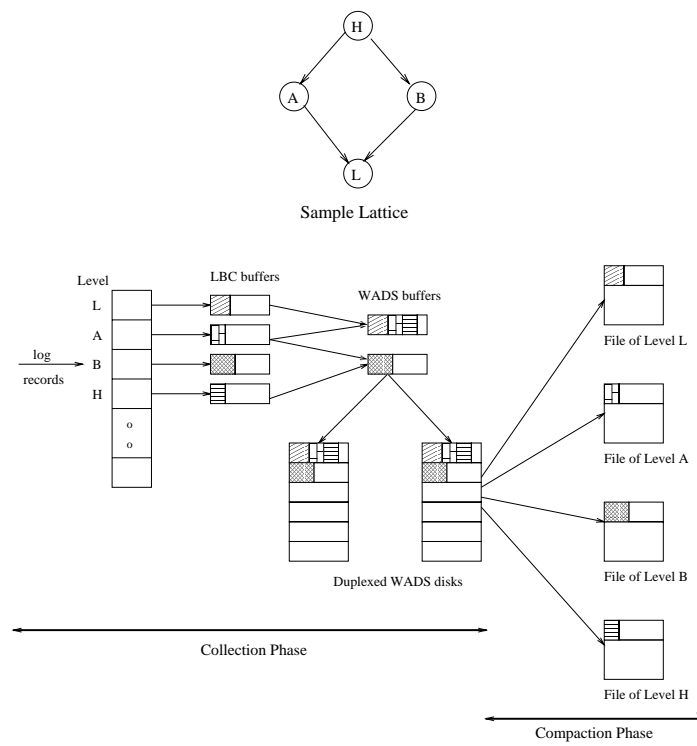 H
A
B
L
Sample Lattice
Level
LBC buffers
WADS buffers
L
A
B
H
log
records
o
o
File of Level L
File of Level A
File of Level B
File of Level H
Duplexed WADS disks
Collection Phase
Compaction Phase